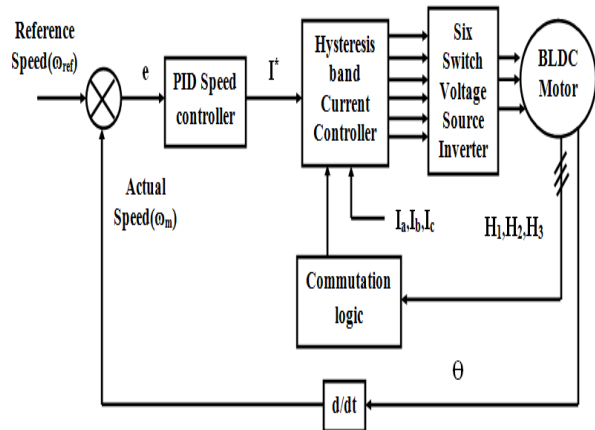 Reference
Speed(ωref)
e
PID Speed
controller
I*
Hysteresis
band
Current
Controller
Six
Switch
Voltage
Source
Inverter
BLDC
Motor
Actual
Speed(ωm)
Ia,Ib,Ic
H1,H2,H3
Commutation
logic
Θ
d/dt